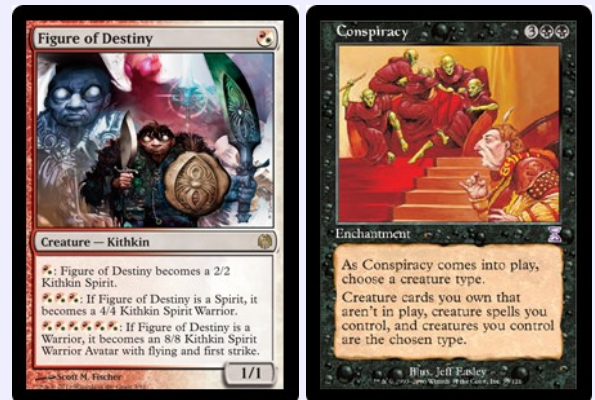 Figure of Destiny
Creature — Kithkin
: Figure of Destiny becomes a 2/2
Kithkin Spirit.
: If Figure of Destiny is a Spirit, it
becomes a 4/4 Kithkin Spirit Warrior.
: If Figure of Destiny is a
Warrior, it becomes an 8/8 Kithkin Spirit
Warrior Avatar with flying and first strike.
Scott M. Fischer
1/1
Conspiracy
3
Enchantment
As Conspiracy comes into play,
choose a creature type.
Creature cards you own that
aren't in play, creature spells you
control, and creatures you control
are the chosen type.
Illus. Jeff Easley